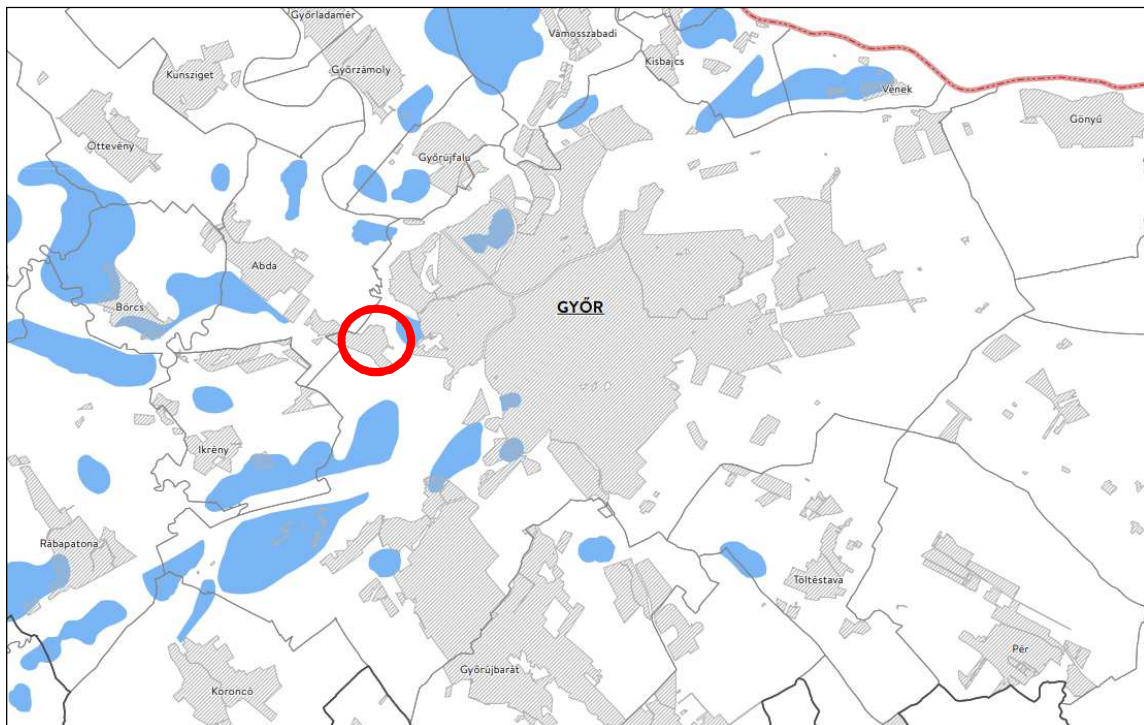 Győrladamér
Vámosszabadi
Kunsziget
Győrzámoly
Kisbajcs
Vének
Gönyű
Öttevény
Győrújfalu
Abda
Börcs
GYŐR
Ikrény
Rábapatona
Töltéstava
Pér
Győrújbarát
Koroncó